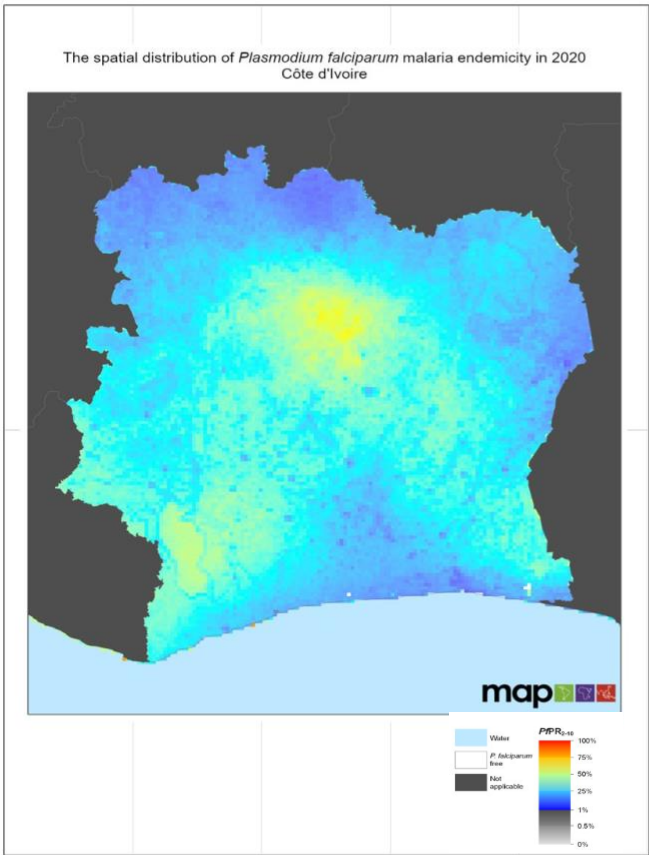 The spatial distribution of Plasmodium falciparum malaria endemicity in 2020
Côte d'Ivoire
map
Water
P. falciparum
free
Not
applicable
PfPR2-10
100%
75%
50%
25%
1%
0.5%
0%